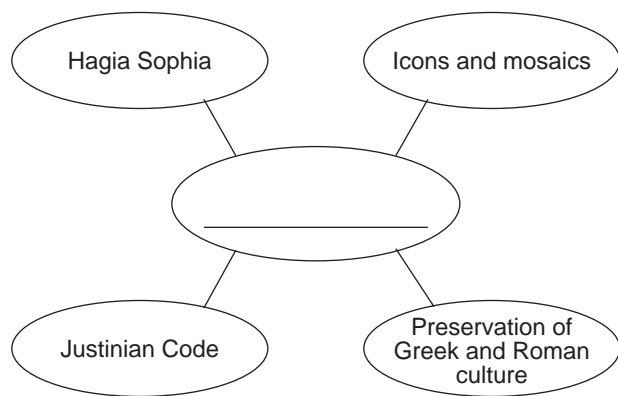 Hagia Sophia
Icons and mosaics
Justinian Code
Preservation of
Greek and Roman
culture